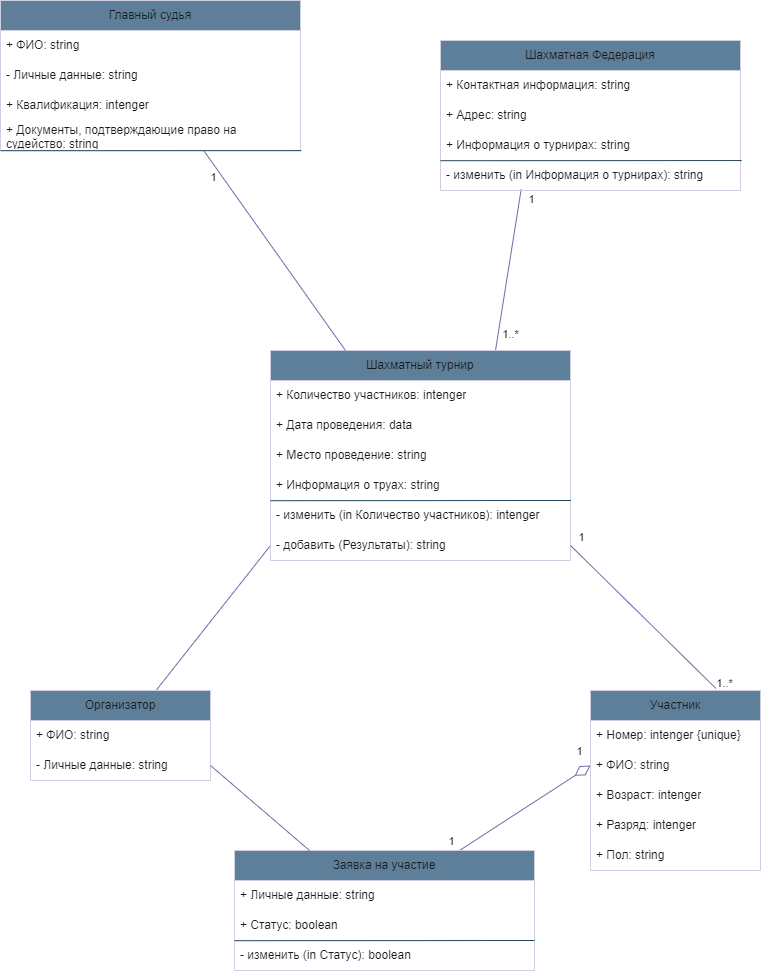 Главный судья
+ ФИО: string
- Личные данные: string
+ Квалификация: intenger
+ Документы, подтверждающие право на
судейство: string
1
Шахматная Федерация
+ Контактная информация: string
+ Адрес: string
+ Информация о турнирах: string
- изменить (in Информация о турнирах): string
1
1..*
Шахматный турнир
+ Количество участников: intenger
+ Дата проведения: data
+ Место проведение: string
+ Информация о труах: string
- изменить (in Количество участников): intenger
- добавить (Результаты): string
1
1..*
Организатор
+ ФИО: string
- Личные данные: string
Участник
+ Номер: intenger {unique}
+ ФИО: string
+ Возраст: intenger
+ Разряд: intenger
+ Пол: string
1
1
Заявка на участие
+ Личные данные: string
+ Статус: boolean
- изменить (in Статус): boolean